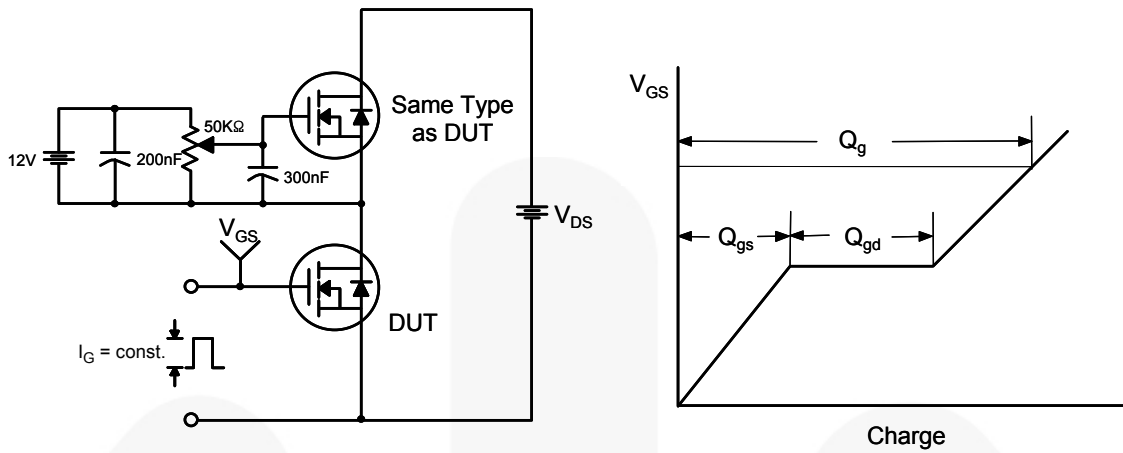 12V
200nF
50KΩ
300nF
Same Type
as DUT
V_GS
DUT
I_G = const.
V_DS
V_GS
Q_g
Q_gs
Q_gd
Charge